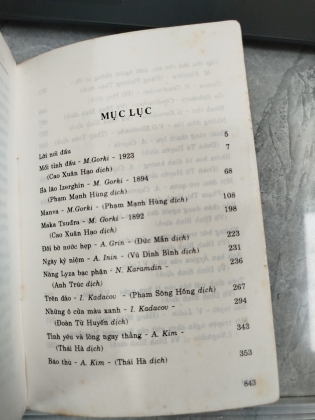 MỤC LỤC
Lời nói đầu 5
Mối tình đầu - M.Gorki - 1923 7
(Cao Xuân Hạo dịch)
Bà lão Izerghin - M. Gorki - 1894 68
(Phạm Mạnh Hùng dịch)
Manva - M. Gorki - (Phạm Mạnh Hùng dịch) 108
Maka Tsuđra - M. Gorki - 1892 198
(Cao Xuân Hạo dịch)
Đôi bờ nước hẹp - A. Grin - (Đức Mẫn dịch) 223
Ngày kỷ niệm - A. Inin - (Vũ Đình Bình dịch) 231
Nàng Lyza bạc phận - N. Karamdin - 236
(Anh Trúc dịch)
Trên đảo - I. Kadacou - (Phạm Sông Hồng dịch) 267
Những ô cửa màu xanh - I. Kadacou - 294
(Đoàn Tử Huyến dịch)
Tình yêu và lòng ngay thẳng - A. Kim - 343
(Thái Hà dịch)
Báo thù - A. Kim - (Thái Hà dịch) 353
843